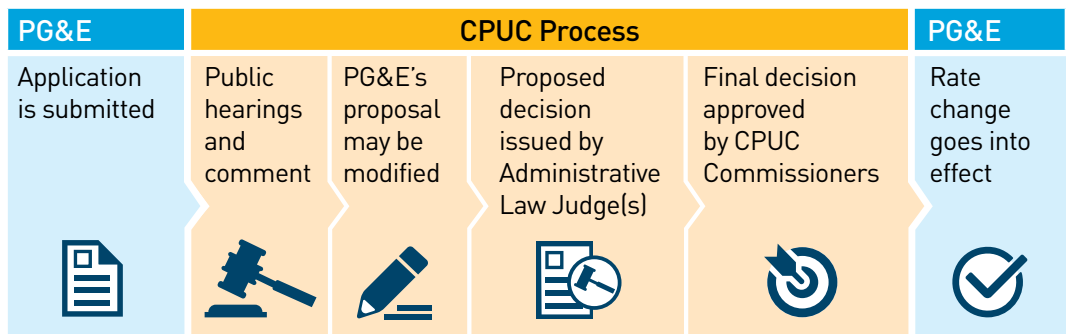 PG&E
CPUC Process
PG&E
Application
is submitted
Public
hearings
and
comment
PG&E’s
proposal
may be
modified
Proposed
decision
issued by
Administrative
Law Judge(s)
Final decision
approved
by CPUC
Commissioners
Rate
change
goes into
effect